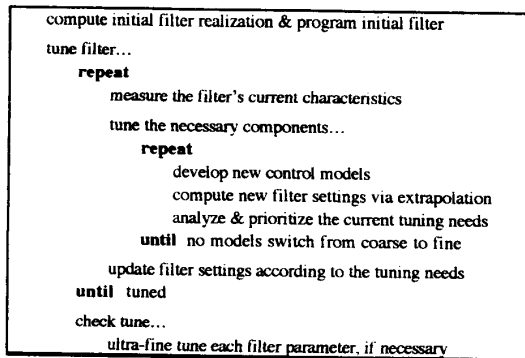 compute initial filter realization & program initial filter
tune filter...
repeat
measure the filter's current characteristics
tune the necessary components...
repeat
develop new control models
compute new filter settings via extrapolation
analyze & prioritize the current tuning needs
until no models switch from coarse to fine
update filter settings according to the tuning needs
until tuned
check tune...
ultra-fine tune each filter parameter, if necessary